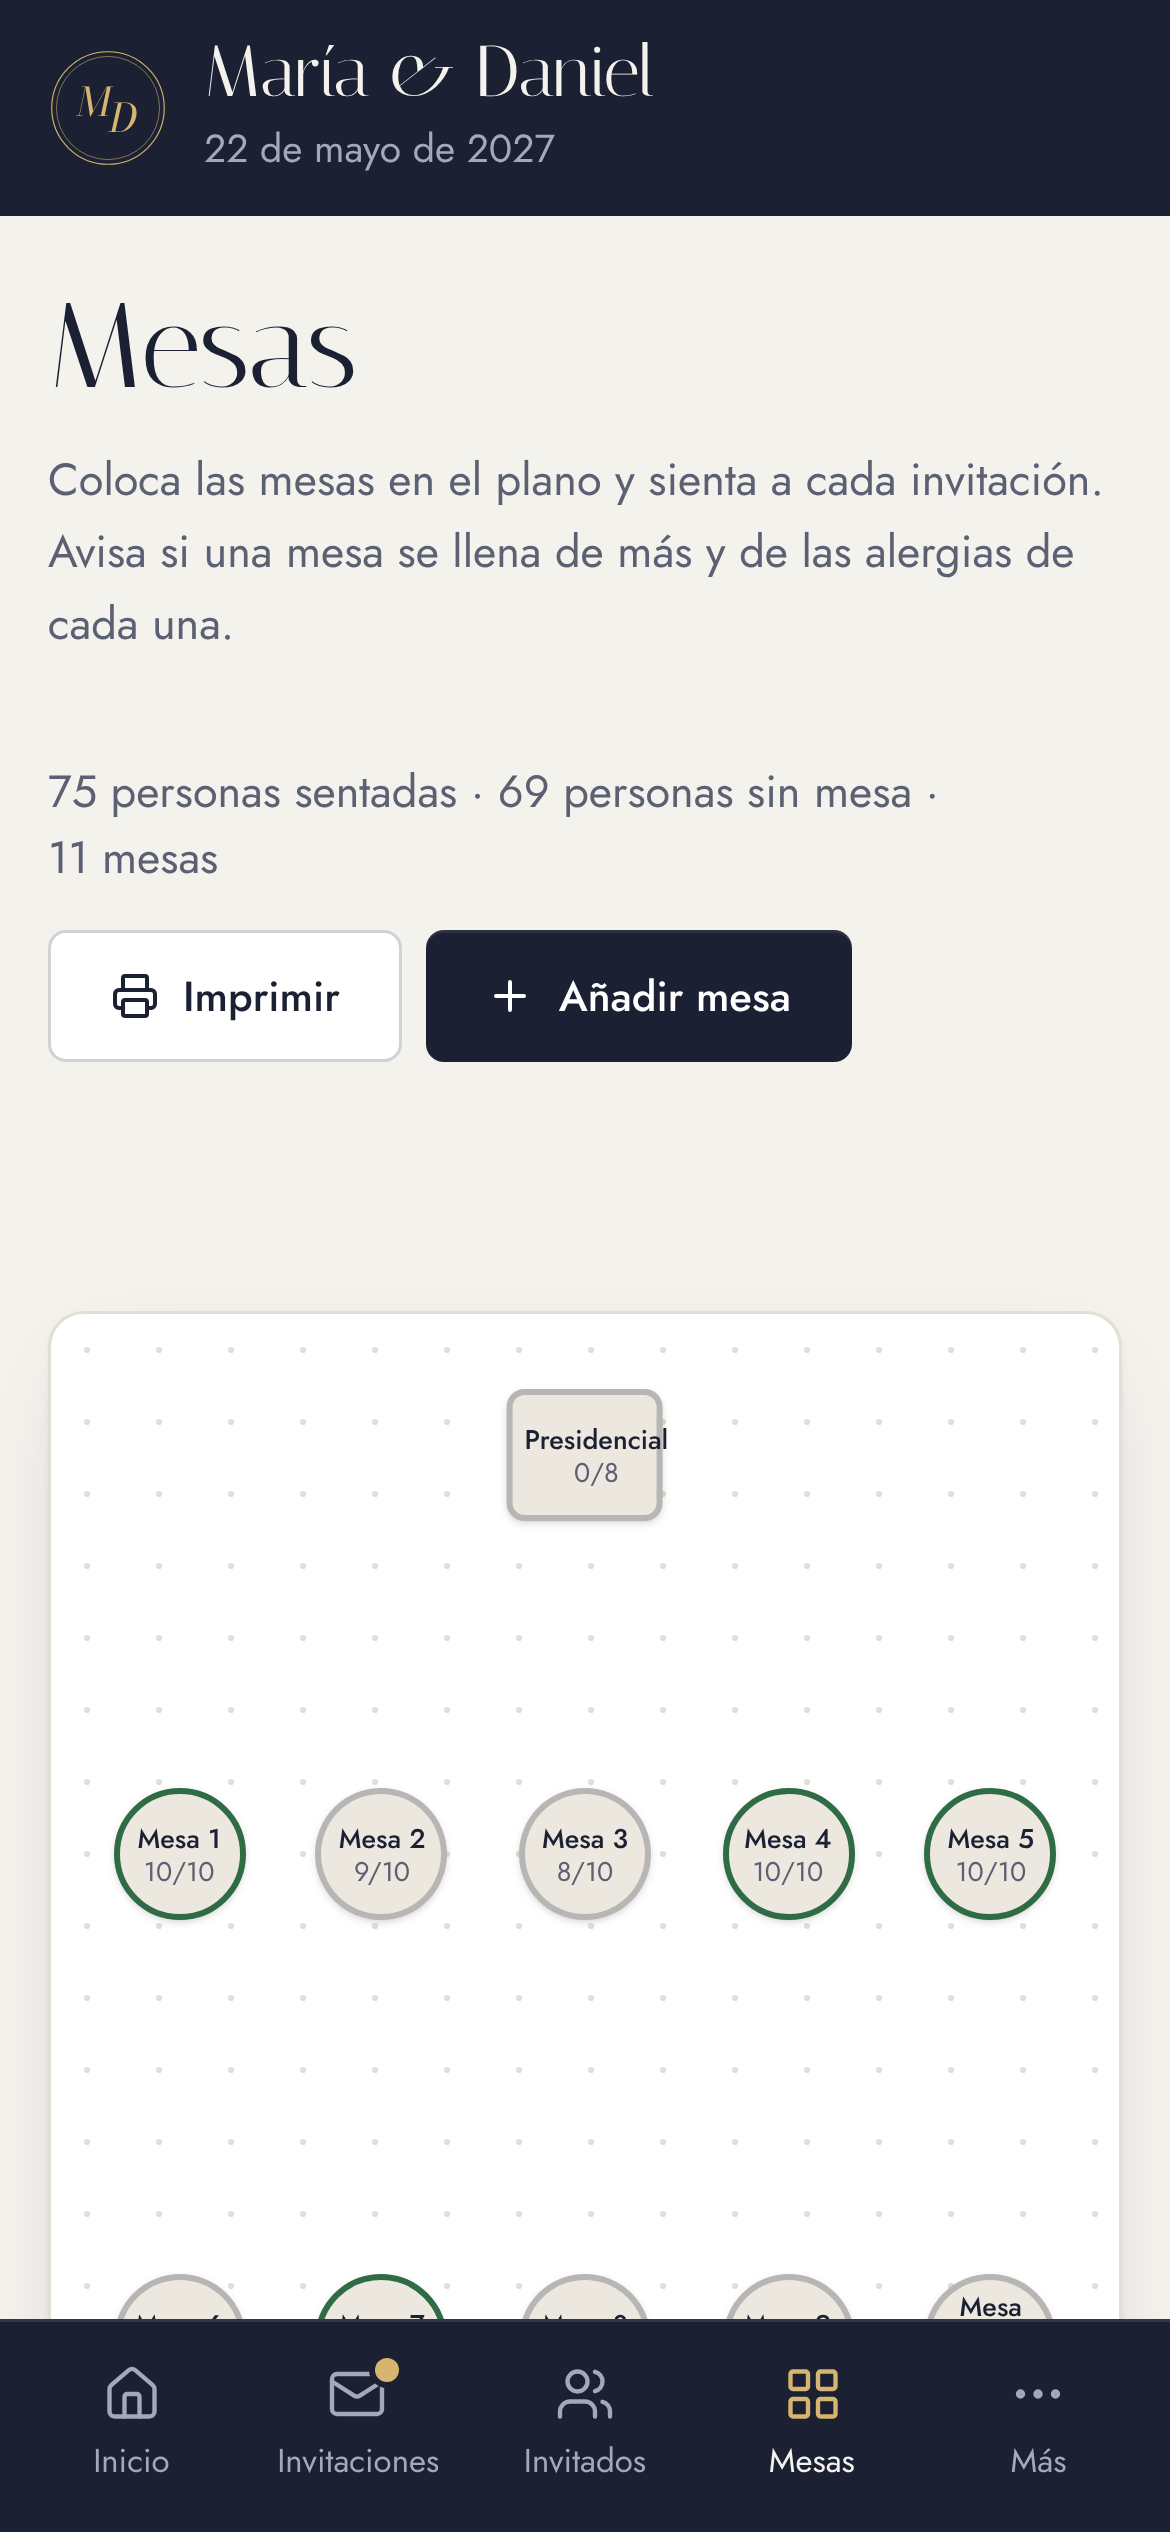 MD
María & Daniel
22 de mayo de 2027
Mesas
Coloca las mesas en el plano y sienta a cada invitación.
Avisa si una mesa se llena de más y de las alergias de
cada una.
75 personas sentadas · 69 personas sin mesa ·
11 mesas
Imprimir
+ Añadir mesa
Presidencial
0/8
Mesa 1
10/10
Mesa 2
9/10
Mesa 3
8/10
Mesa 4
10/10
Mesa 5
10/10
Mesa
Inicio
Invitaciones
Invitados
Mesas
Más